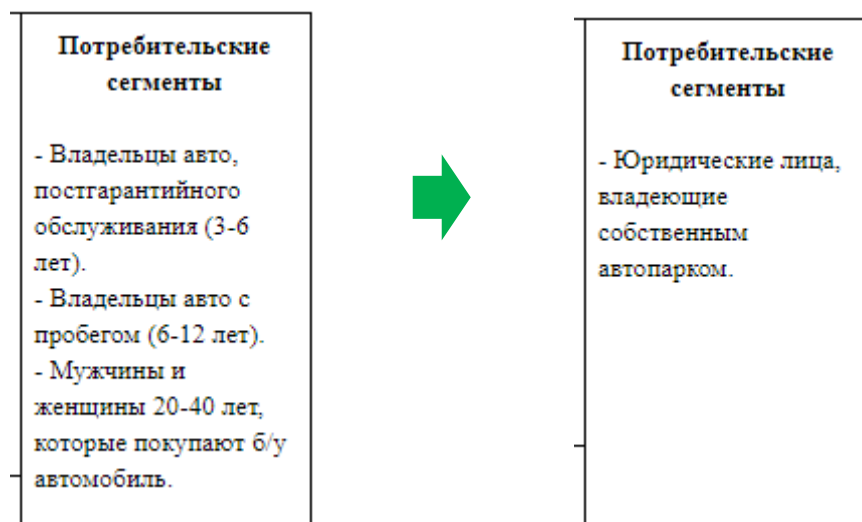 Потребительские
сегменты
- Владельцы авто,
постгарантийного
обслуживания (3-6
лет).
- Владельцы авто с
пробегом (6-12 лет).
- Мужчины и
женщины 20-40 лет,
которые покупают б/у
автомобиль.
Потребительские
сегменты
- Юридические лица,
владеющие
собственным
автопарком.